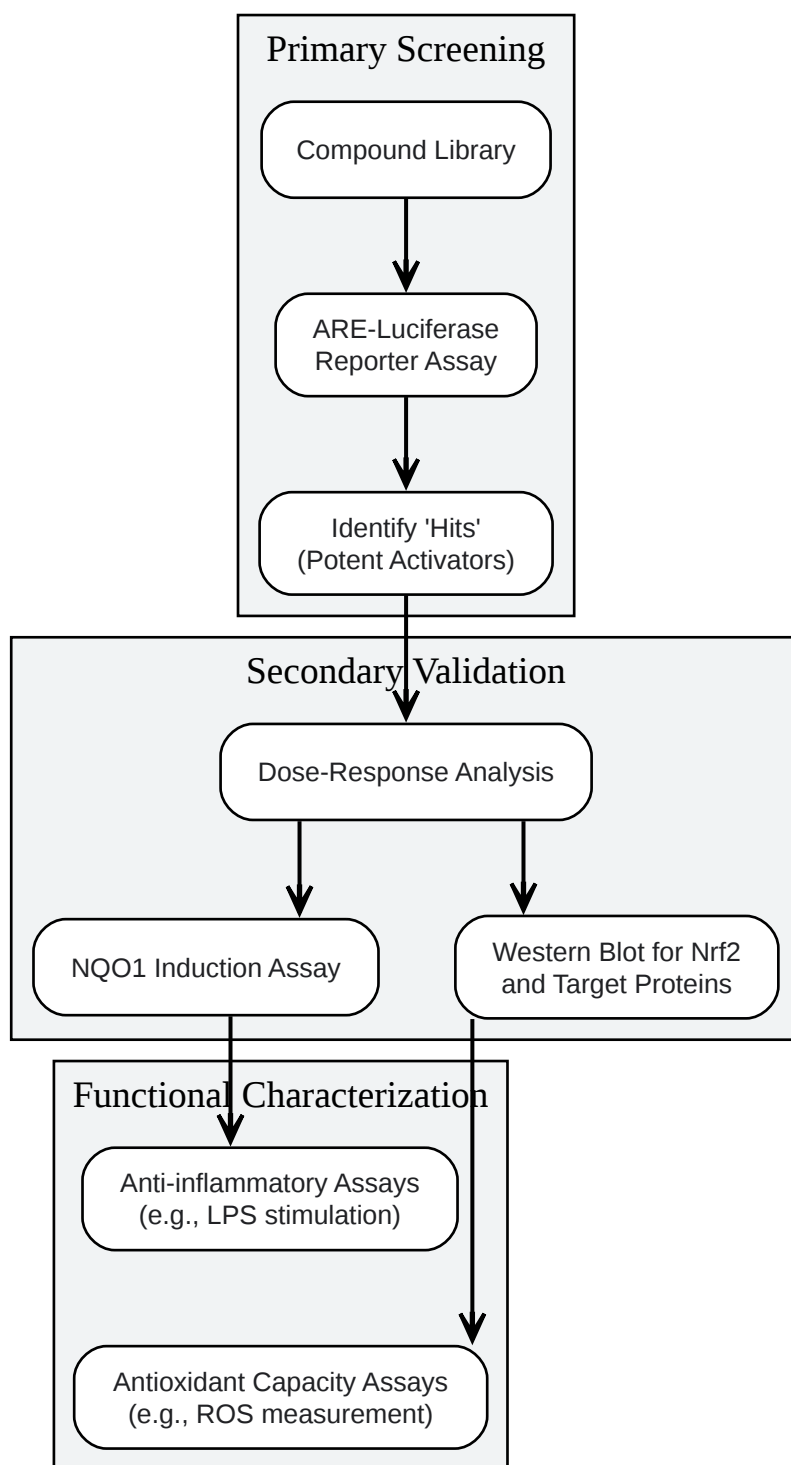 Primary Screening
Compound Library
ARE-Luciferase
Reporter Assay
Identify 'Hits'
(Potent Activators)
Secondary Validation
Dose-Response Analysis
NQO1 Induction Assay
Western Blot for Nrf2
and Target Proteins
Functional Characterization
Anti-inflammatory Assays
(e.g., LPS stimulation)
Antioxidant Capacity Assays
(e.g., ROS measurement)